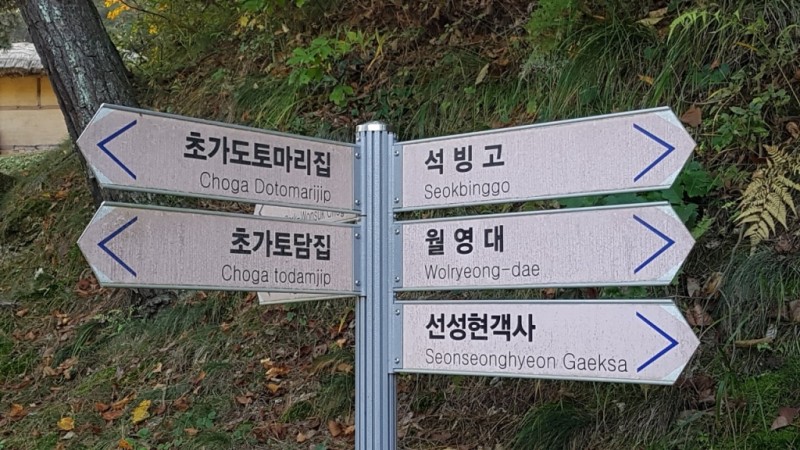 초가도토마리집
Choga Dotomarijip
초가토담집
Choga todamjip
석빙고
Seokbinggo
월영대
Wolryeong-dae
선성현객사
Seonseonghyeon Gaeksa